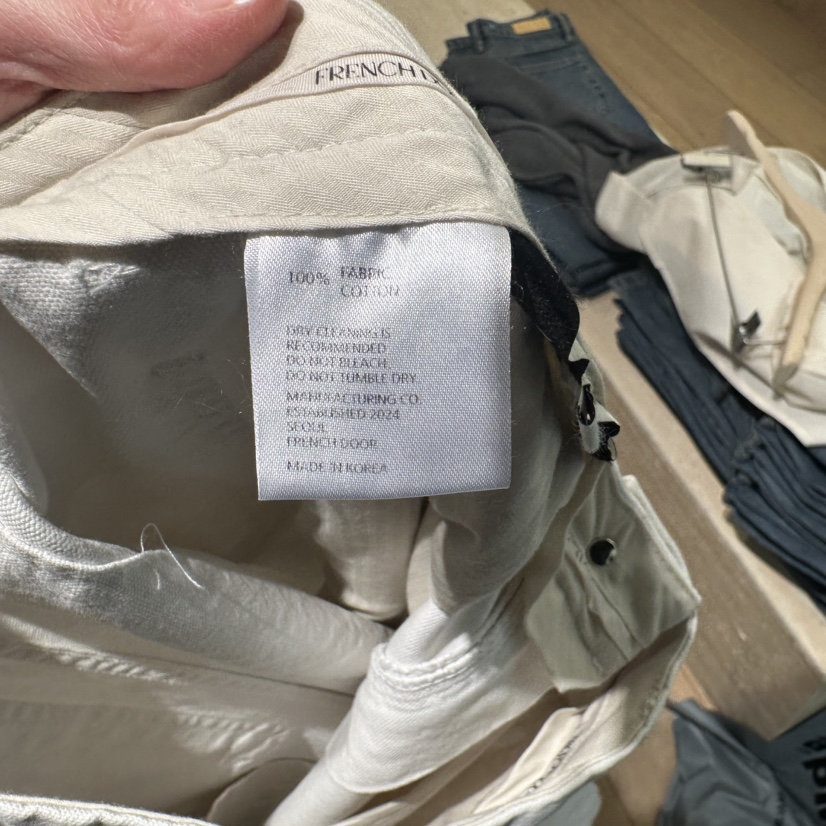 FRENCH D
100% FABRIC
COTTON
DRY CLEANING IS
RECOMMENDED
DO NOT BLEACH
DO NOT TUMBLE DRY
MANUFACTURING CO.
ESTABLISHED 2024
SEOUL
FRENCH DOOR
MADE IN KOREA